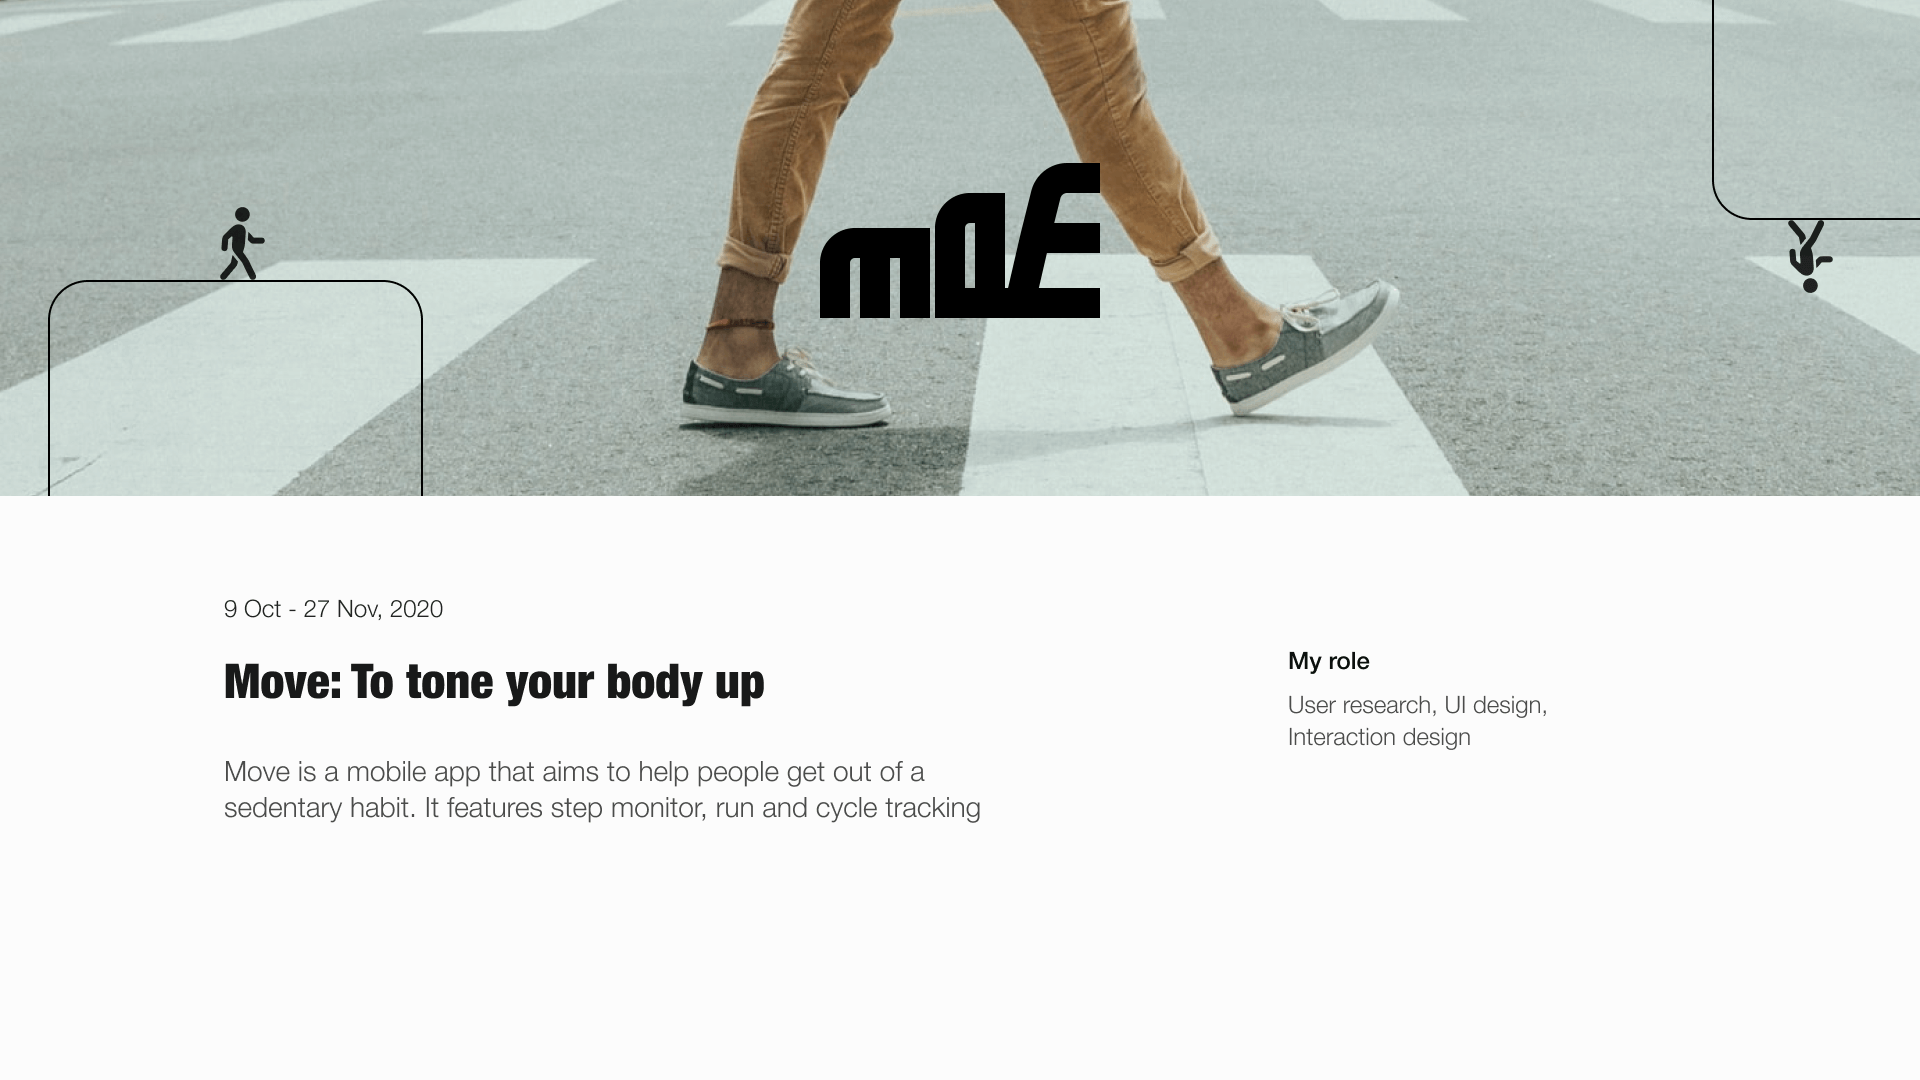 move
9 Oct - 27 Nov, 2020
Move: To tone your body up
My role
User research, UI design,
Interaction design
Move is a mobile app that aims to help people get out of a
sedentary habit. It features step monitor, run and cycle tracking